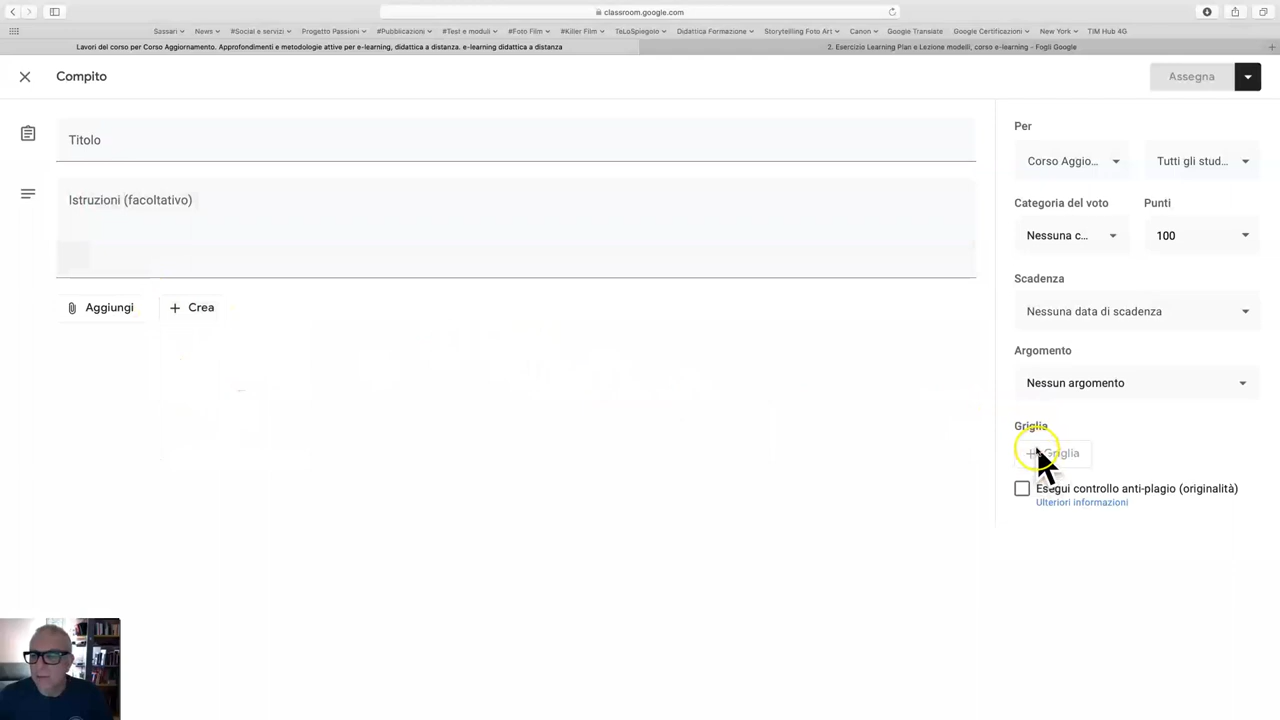 classroom.google.com
Sassari News #Social e servizi Progetto Passioni #Pubblicazioni #Test e moduli #Foto Film #Killer Film TeLoSpiegolo Didattica Formazione Storytelling Foto Art Canon Google Translate Google Certificazioni New York TIM Hub 4G
Lavori del corso per Corso Aggiornamento. Approfondimenti e metodologie attive per e-learning, didattica a distanza. e-learning didattica a distanza 2. Esercizio Learning Plan e Lezione modelli, corso e-learning - Fogli Google
Compito
Assegna
Titolo
Istruzioni (facoltativo)
Aggiungi
Crea
Per
Corso Aggio... Tutti gli stud...
Categoria del voto Punti
Nessuna c... 100
Scadenza
Nessuna data di scadenza
Argomento
Nessun argomento
Griglia
Griglia
Esegui controllo anti-plagio (originalità)
Ulteriori informazioni